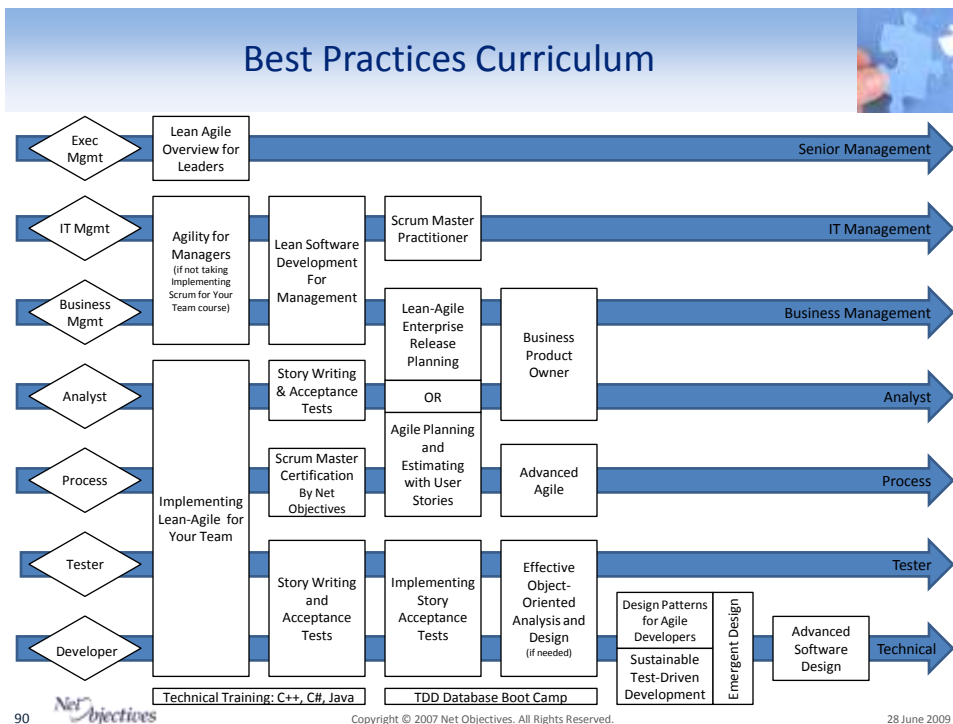 Best Practices Curriculum
Exec
Mgmt
Lean Agile
Overview for
Leaders
Senior Management
IT Mgmt
Agility for
Managers
(if not taking
Implementing
Scrum for Your
Team course)
Lean Software
Development
For
Management
Scrum Master
Practitioner
IT Management
Business
Mgmt
Lean-Agile
Enterprise
Release
Planning
Business
Product
Owner
Business Management
Analyst
Story Writing
& Acceptance
Tests
OR
Analyst
Agile Planning
and
Estimating
with User
Stories
Process
Implementing
Lean-Agile for
Your Team
Scrum Master
Certification
By Net
Objectives
Advanced
Agile
Process
Tester
Story Writing
and
Acceptance
Tests
Implementing
Story
Acceptance
Tests
Effective
Object-
Oriented
Analysis and
Design
(if needed)
Tester
Developer
Design Patterns
for Agile
Developers
Sustainable
Test-Driven
Development
Emergent Design
Advanced
Software
Design
Technical
Technical Training: C++, C#, Java
TDD Database Boot Camp
90
Net Objectives
Copyright © 2007 Net Objectives. All Rights Reserved.
28 June 2009